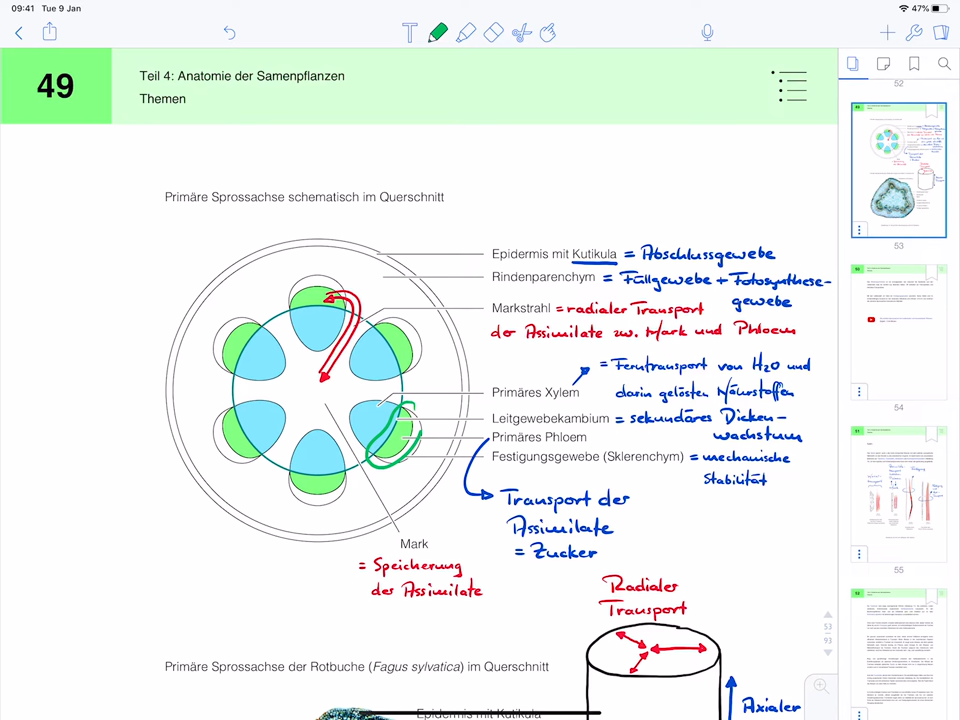 09:41 Tue 9 Jan
47%
49
Teil 4: Anatomie der Samenpflanzen
Themen
52
Primäre Sprossachse schematisch im Querschnitt
Epidermis mit Kutikula = Abschlussgewebe
Rindenparenchym = Füllgewebe + Fotosynthese-
gewebe
Markstrahl = radialer Transport
der Assimilate zw. Mark und Phloem
= Ferntransport von H2O und
Primäres Xylem
darin gelösten Nährstoffen
Leitgewebekambium = sekundäres Dicken-
wachstum
Primäres Phloem
Festigungsgewebe (Sklerenchym) = mechanische
Stabilität
Transport der
Assimilate
= Zucker
Mark
= Speicherung
der Assimilate
Radialer
Transport
Primäre Sprossachse der Rotbuche (Fagus sylvatica) im Querschnitt
Axialer
Epidermis mit Kutikula
53
93
53
54
55